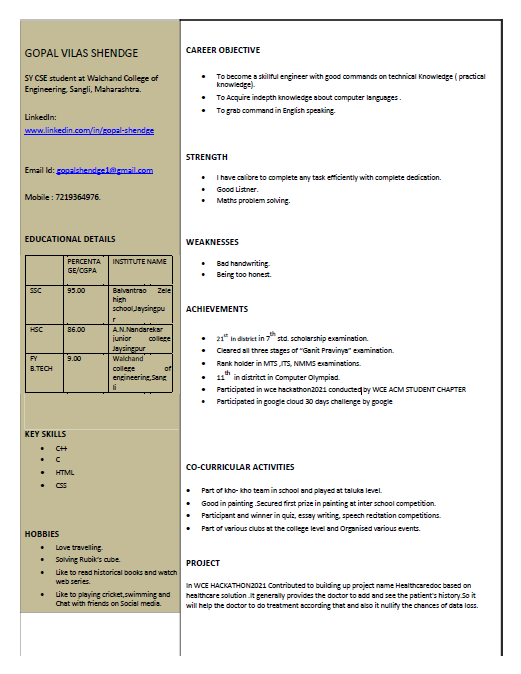 GOPAL VILAS SHENDGE
SY CSE student at Walchand College of
Engineering, Sangli, Maharashtra.
LinkedIn:
www.linkedin.com/in/gopal-shendge
Email Id: gopalshendge1@gmail.com
Mobile : 7219364976.
EDUCATIONAL DETAILS
PERCENTA INSTITUTE NAME
GE/CGPA
SSC 95.00 Balvantrao Zele
high
school,Jaysingpu
r
HSC 86.00 A.N.Nandarekar
junior college
Jaysingpur
FY 9.00 Walchand
B.TECH college of
engineering,Sang
li
KEY SKILLS
C++
C
HTML
CSS
HOBBIES
Love travelling.
Solving Rubik's cube.
Like to read historical books and watch
web series.
Like to playing cricket,swimming and
Chat with friends on Social media.
CAREER OBJECTIVE
To become a skillful engineer with good commands on technical Knowledge ( practical
knowledge).
To Acquire indepth knowledge about computer languages .
To grab command in English speaking.
STRENGTH
I have calibre to complete any task efficiently with complete dedication.
Good Listner.
Maths problem solving.
WEAKNESSES
Bad handwriting.
Being too honest.
ACHIEVEMENTS
21st in district in 7th std. scholarship examination.
Cleared all three stages of "Ganit Pravinya" examination.
Rank holder in MTS ,ITS, NMMS examinations.
11th in distritct in Computer Olympiad.
Participated in wce hackathon2021 conducted by WCE ACM STUDENT CHAPTER
Participated in google cloud 30 days challenge by google
CO-CURRICULAR ACTIVITIES
Part of kho- kho team in school and played at taluka level.
Good in painting .Secured first prize in painting at inter school competition.
Participant and winner in quiz, essay writing, speech recitation competitions.
Part of various clubs at the college level and Organised various events.
PROJECT
In WCE HACKATHON2021 Contributed to building up project name Healthcaredoc based on
healthcare solution .It generally provides the doctor to add and see the patient's history.So it
will help the doctor to do treatment according that and also it nullify the chances of data loss.